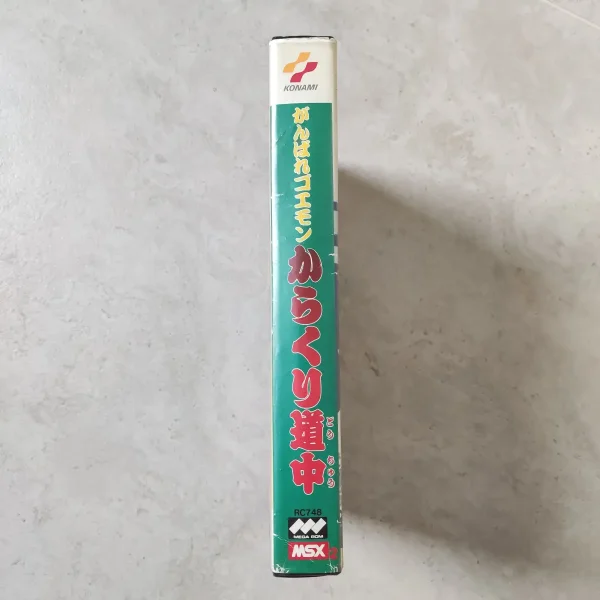 KONAMI
がんばれゴエモン
からくり道中
どう ちゅう
RC748
MEGA ROM
MSX